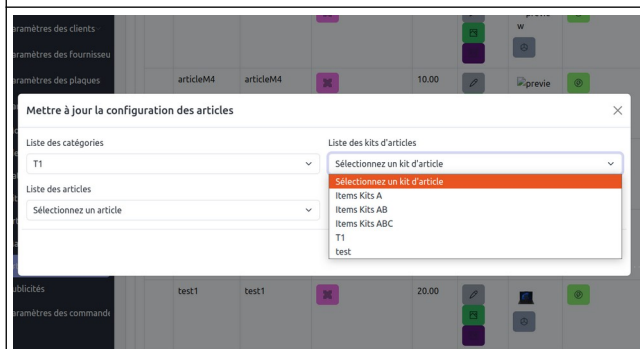 aramètres des clients
w
aramètres des fournisseu
aramètres des plaques
articleM4 articleM4 10.00 previe
Mettre à jour la configuration des articles
Liste des catégories Liste des kits d'articles
T1 Sélectionnez un kit d'article
Sélectionnez un kit d'article
Liste des articles
Items Kits A
Sélectionnez un article
Items Kits AB
Items Kits ABC
T1
test
ublicités
test1 test1 20.00
aramètres des commande